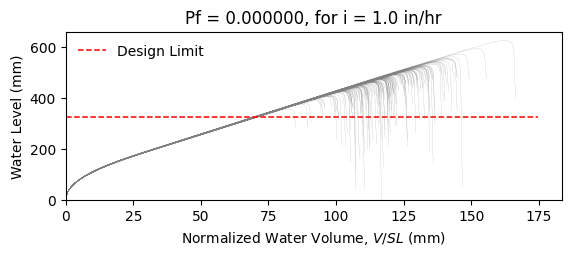 Pf = 0.000000, for i = 1.0 in/hr
Design Limit
Water Level (mm)
600
400
200
0
0 25 50 75 100 125 150 175
Normalized Water Volume, V/SL (mm)